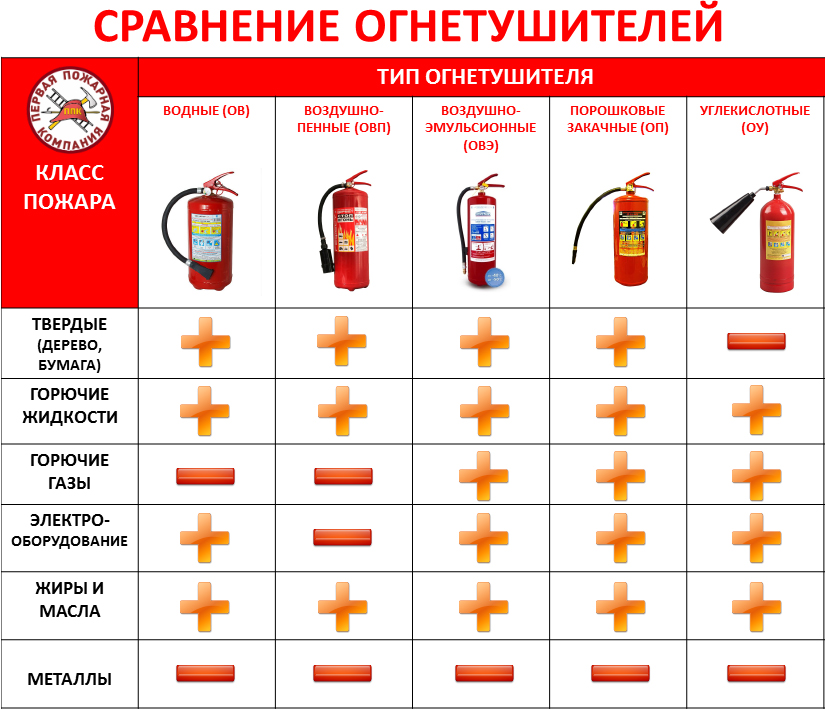 СРАВНЕНИЕ ОГНЕТУШИТЕЛЕЙ
ПЕРВАЯ ПОЖАРНАЯ
КОМПАНИЯ
ППК
КЛАСС
ПОЖАРА
ТИП ОГНЕТУШИТЕЛЯ
ВОДНЫЕ (ОВ)
ВОЗДУШНО-
ПЕННЫЕ (ОВП)
ВОЗДУШНО-
ЭМУЛЬСИОННЫЕ
(ОВЭ)
ПОРОШКОВЫЕ
ЗАКАЧНЫЕ (ОП)
УГЛЕКИСЛОТНЫЕ
(ОУ)
ТВЕРДЫЕ
(ДЕРЕВО,
БУМАГА)
ГОРЮЧИЕ
ЖИДКОСТИ
ГОРЮЧИЕ
ГАЗЫ
ЭЛЕКТРО-
ОБОРУДОВАНИЕ
ЖИРЫ И
МАСЛА
МЕТАЛЛЫ